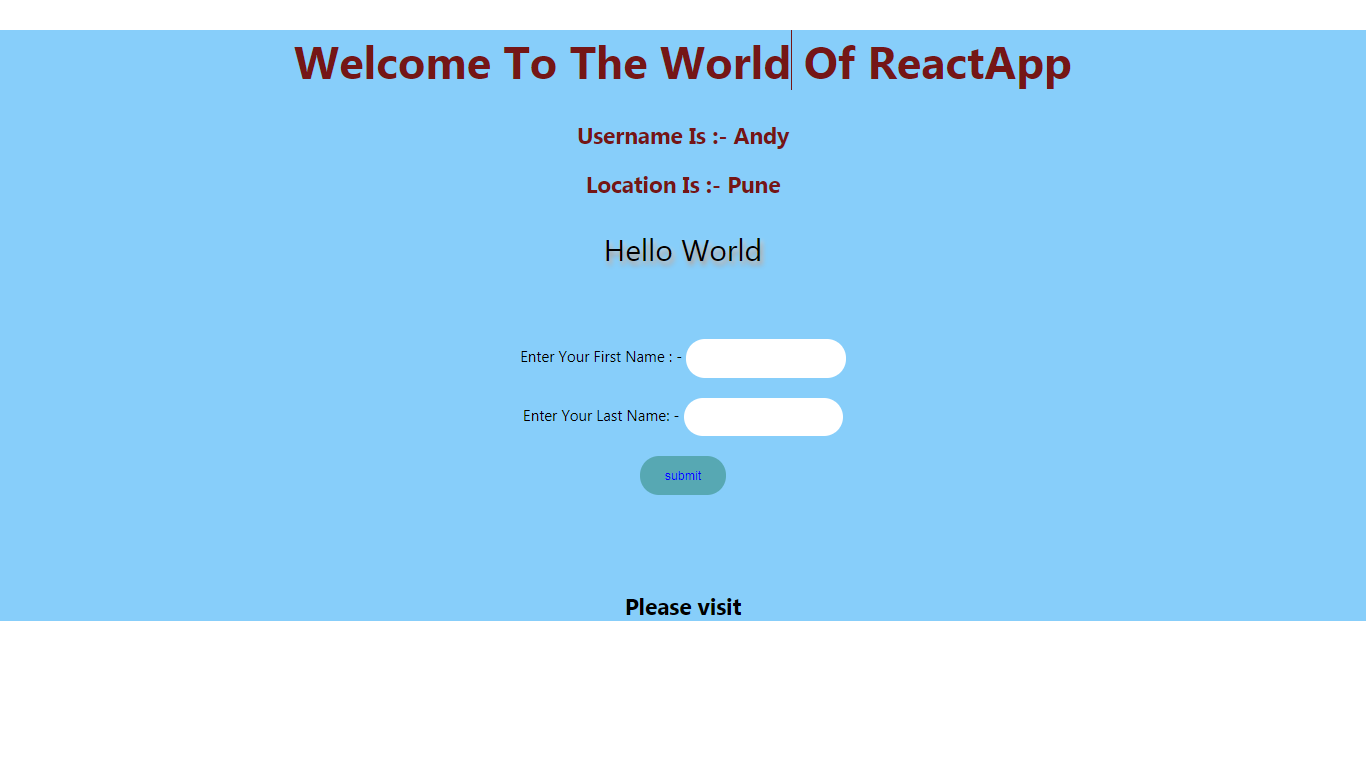 Welcome To The World Of ReactApp
Username Is :- Andy
Location Is :- Pune
Hello World
Enter Your First Name : -
Enter Your Last Name: -
submit
Please visit